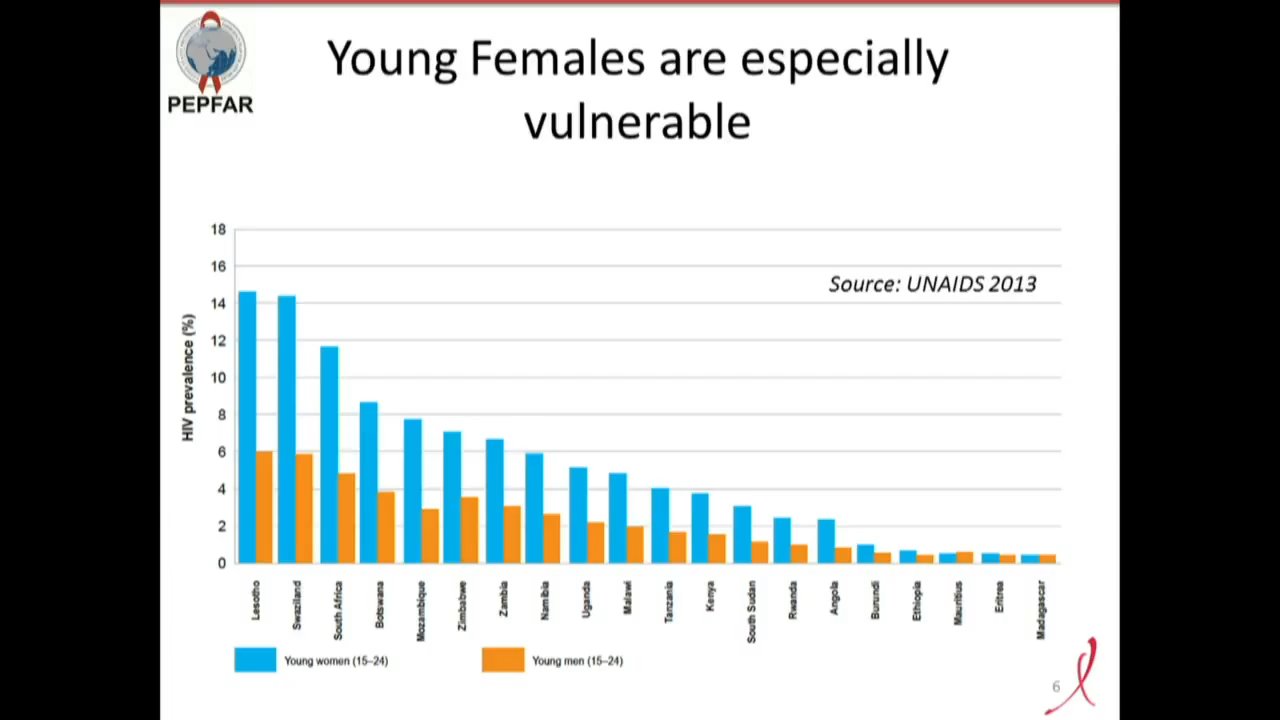 PEPFAR
Young Females are especially
vulnerable
Source: UNAIDS 2013
HIV prevalence (%)
18
16
14
12
10
8
6
4
2
0
Lesotho
Swaziland
South Africa
Botswana
Mozambique
Zimbabwe
Zambia
Namibia
Uganda
Malawi
Tanzania
Kenya
South Sudan
Rwanda
Angola
Burundi
Ethiopia
Mauritius
Eritrea
Madagascar
Young women (15–24)
Young men (15–24)
6